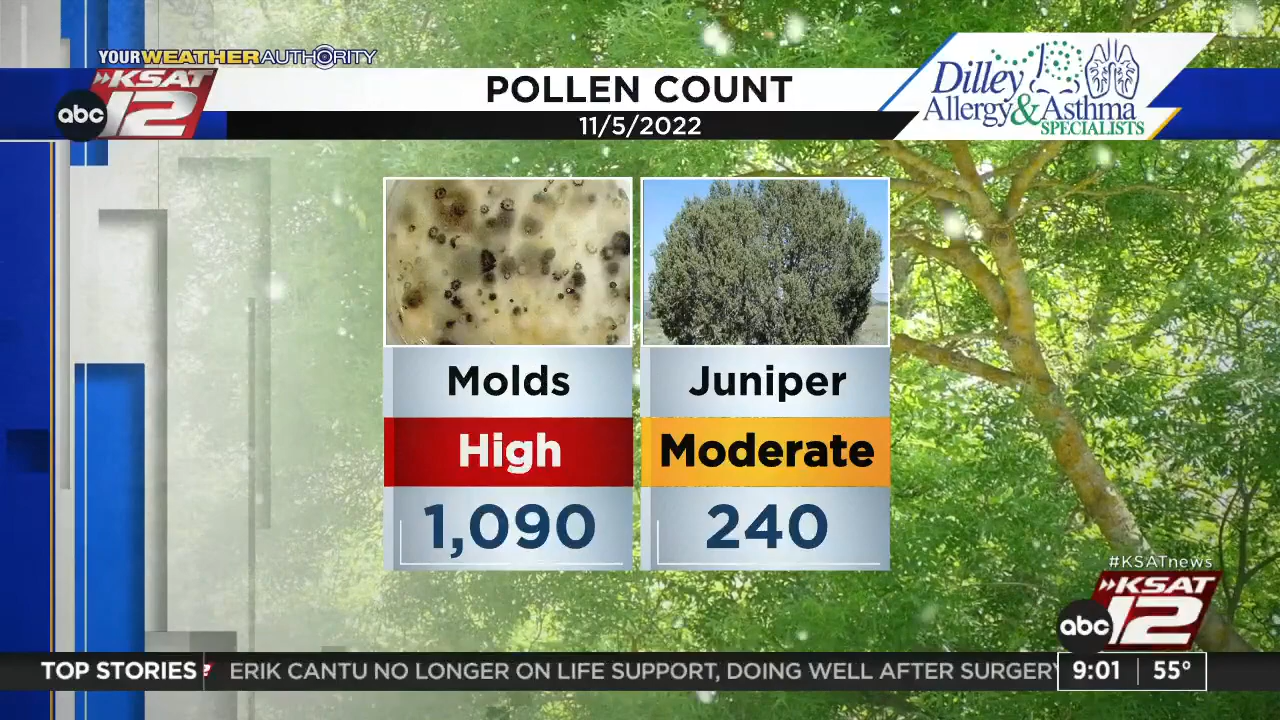 YOUR WEATHER AUTHORITY
KSAT
abc 12
POLLEN COUNT
11/5/2022
Dilley
Allergy & Asthma
SPECIALISTS
Molds
High
1,090
Juniper
Moderate
240
#KSATnews
KSAT
abc 12
TOP STORIES ERIK CANTU NO LONGER ON LIFE SUPPORT, DOING WELL AFTER SURGERY 9:01 55°